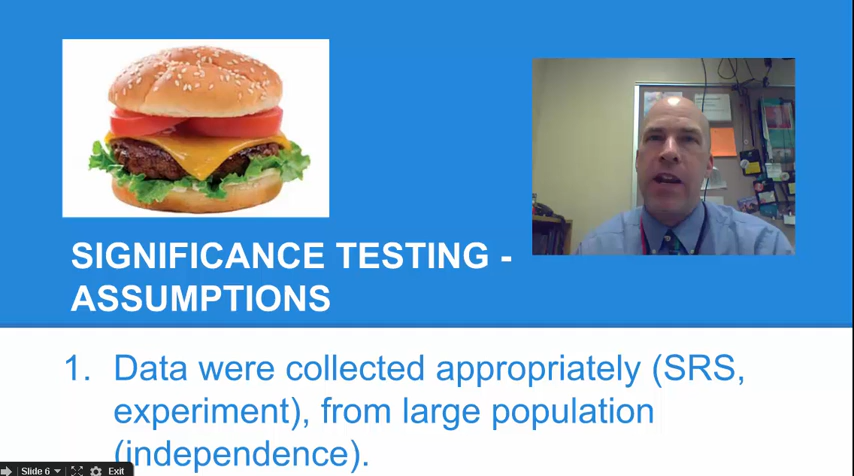 SIGNIFICANCE TESTING -
ASSUMPTIONS
1. Data were collected appropriately (SRS,
experiment), from large population
(independence).
Slide 6 Exit